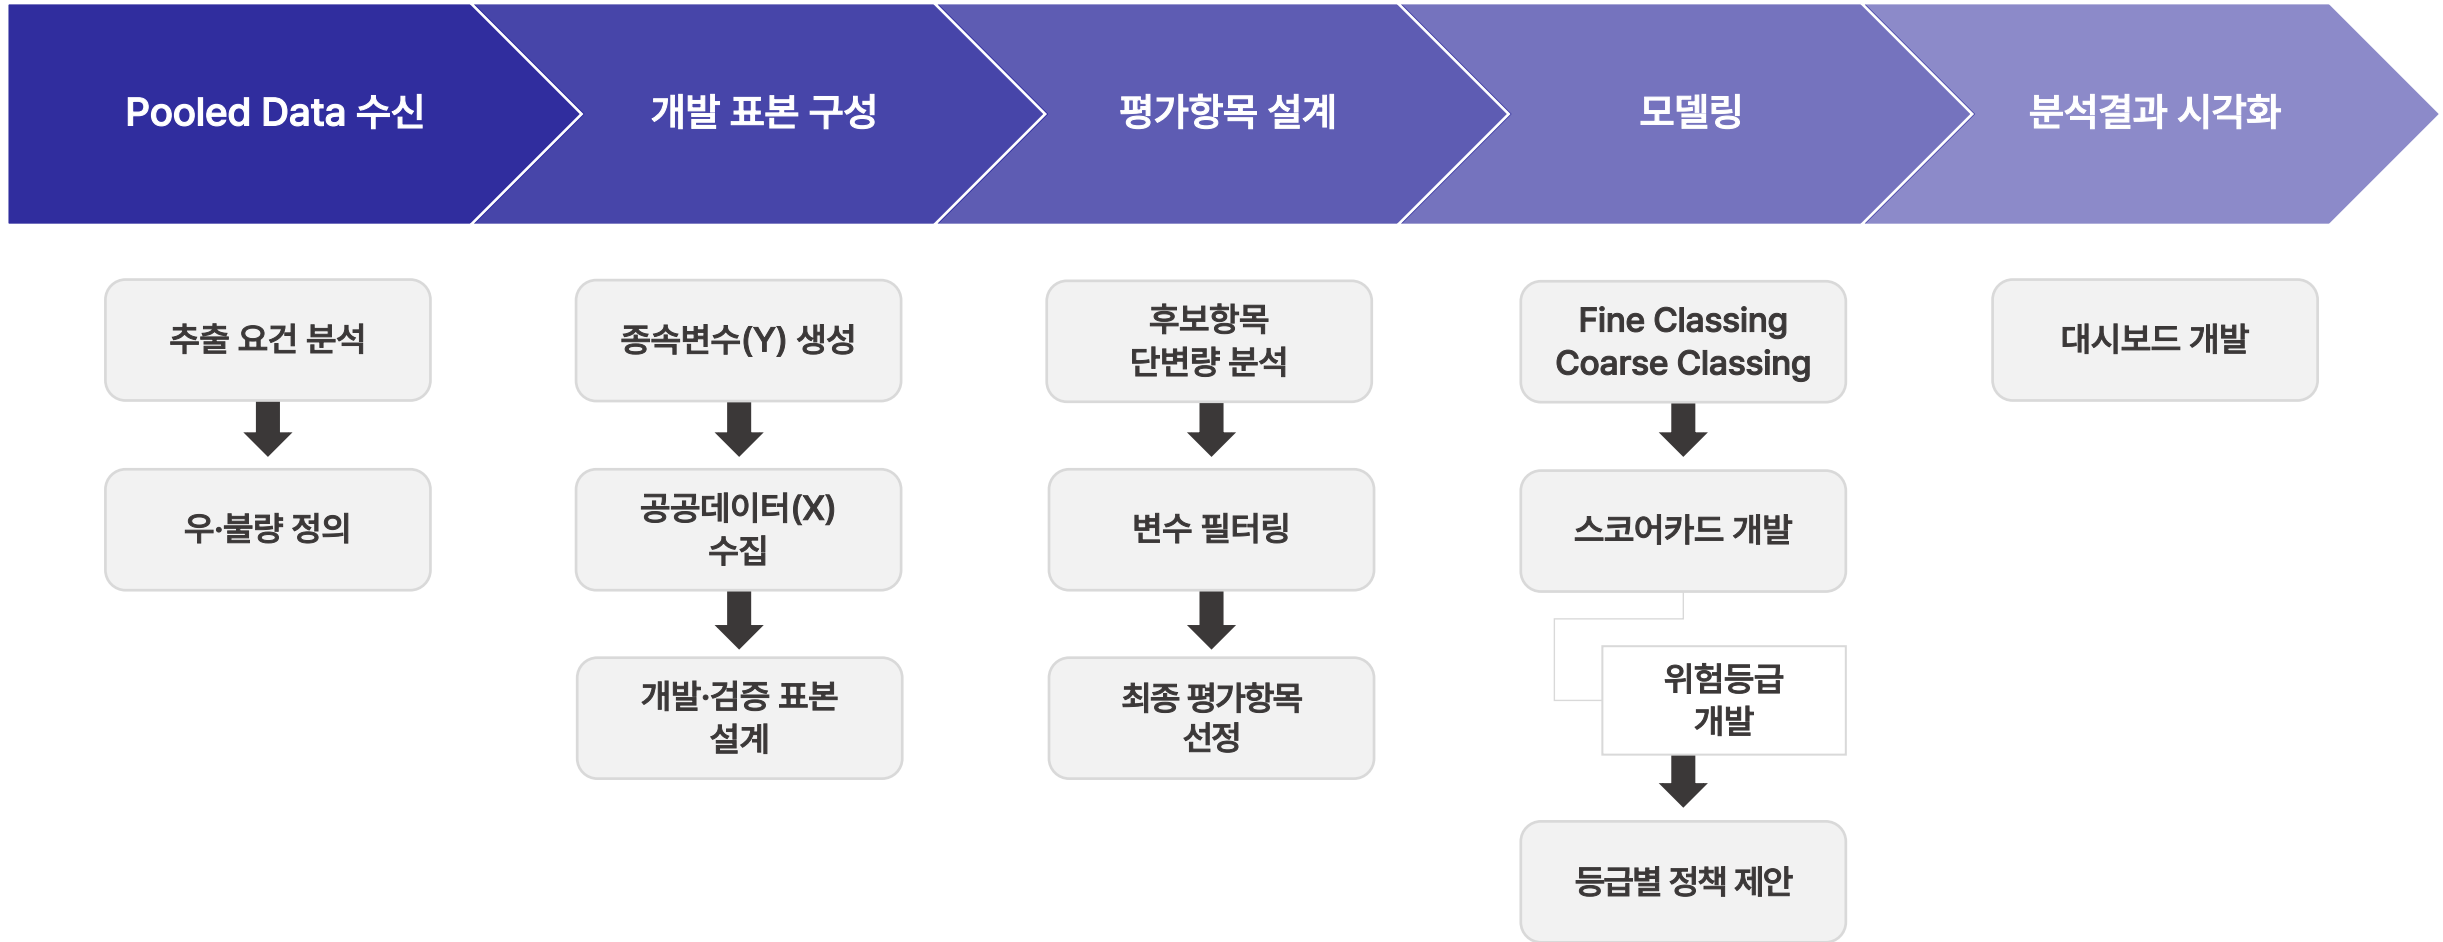 Pooled Data 수신
개발 표본 구성
평가항목 설계
모델링
분석결과 시각화
추출 요건 분석
우·불량 정의
종속변수(Y) 생성
공공데이터(X)
수집
개발·검증 표본
설계
후보항목
단변량 분석
변수 필터링
최종 평가항목
선정
Fine Classing
Coarse Classing
스코어카드 개발
위험등급
개발
등급별 정책 제안
대시보드 개발